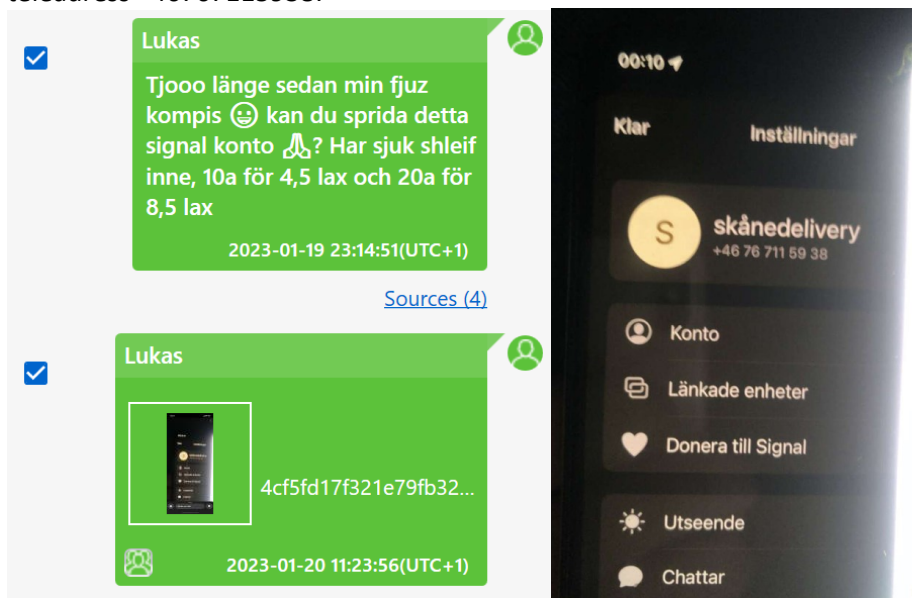 teleadress
Lukas
Tjooo länge sedan min fjuz
kompis 😀 kan du sprida detta
signal konto 🙏? Har sjuk shleif
inne, 10a för 4,5 lax och 20a för
8,5 lax
2023-01-19 23:14:51(UTC+1)
Sources (4)
Lukas
4cf5fd17f321e79fb32...
2023-01-20 11:23:56(UTC+1)
00:10
Klar
Inställningar
S
skånedelivery
+46 76 711 59 38
Konto
Länkade enheter
Donera till Signal
Utseende
Chattar